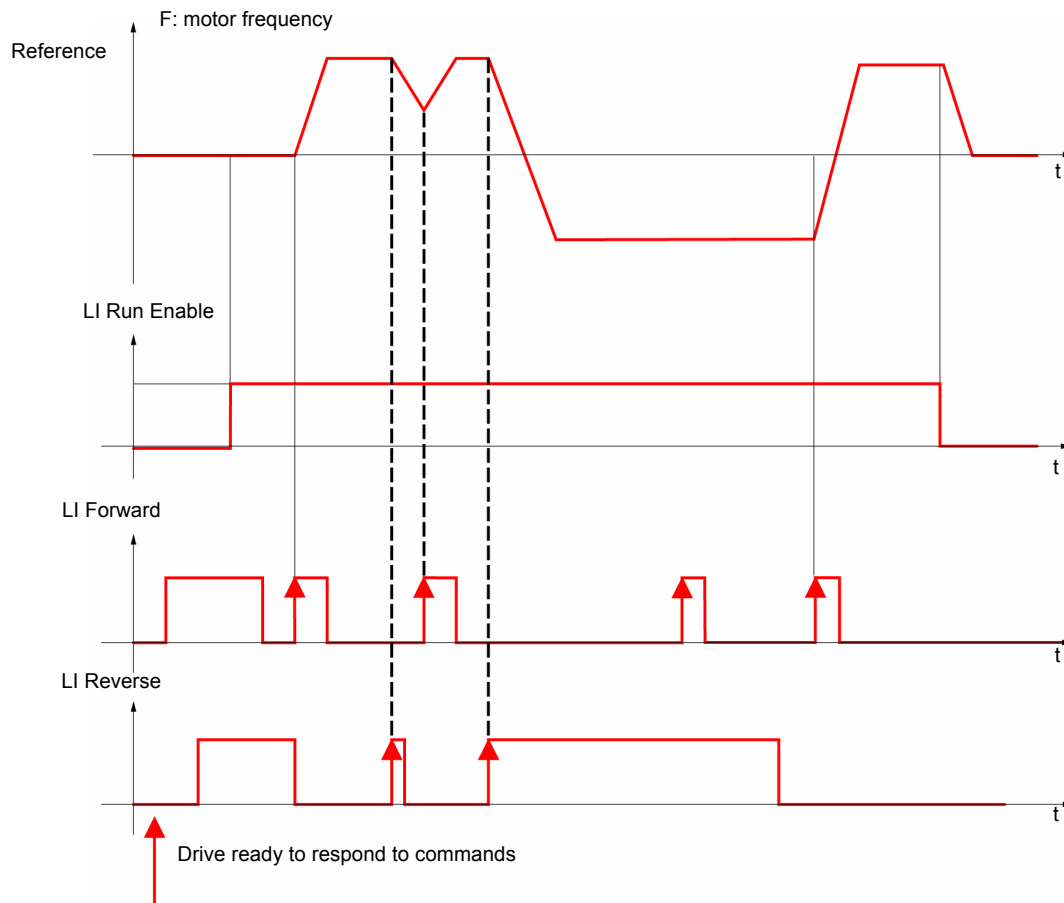 F: motor frequency
Reference
t
LI Run Enable
t
LI Forward
t
LI Reverse
t
Drive ready to respond to commands